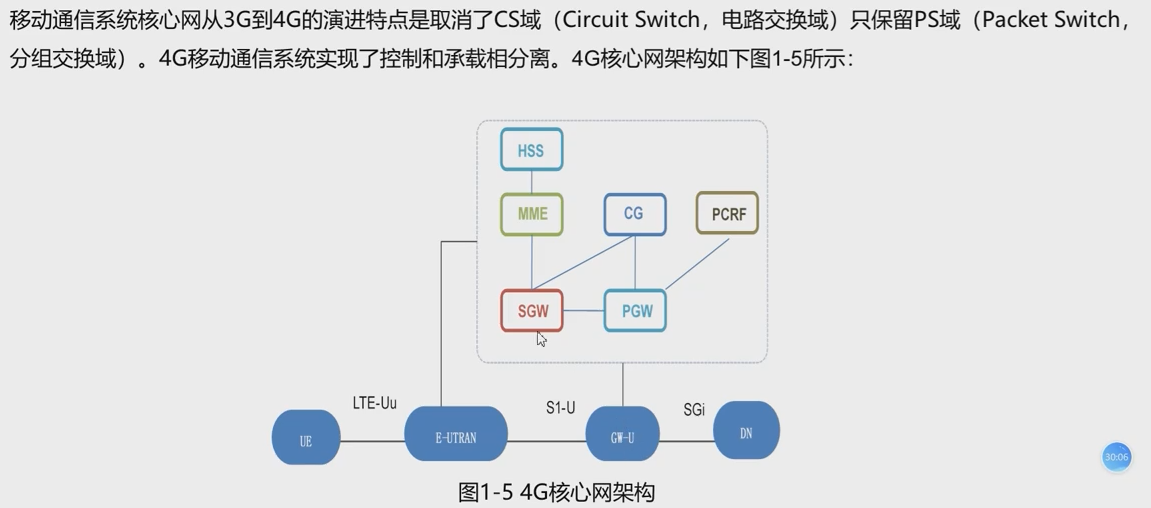 移动通信系统核心网从3G到4G的演进特点是取消了CS域（Circuit Switch，电路交换域）只保留PS域（Packet Switch，
分组交换域）。4G移动通信系统实现了控制和承载相分离。4G核心网架构如下图1-5所示：
HSS
MME
CG
PCRF
SGW
PGW
LTE-Uu
S1-U
SGi
UE
E-UTRAN
GW-U
DN
30:06
图1-5 4G核心网架构